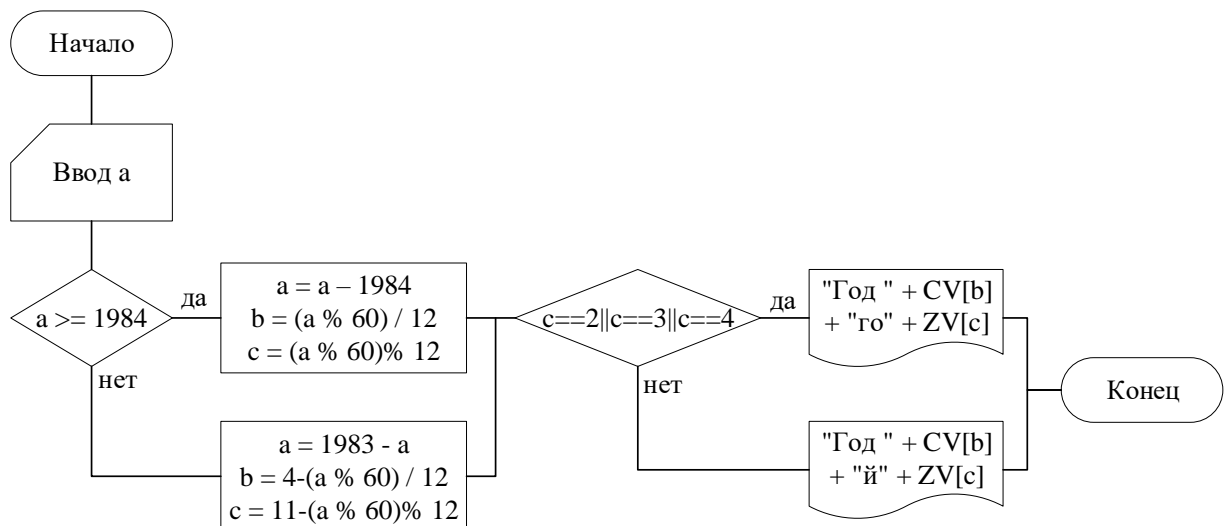 Начало
Ввод a
a >= 1984
да
нет
a = a – 1984
b = (a % 60) / 12
c = (a % 60)% 12
a = 1983 - a
b = 4-(a % 60) / 12
c = 11-(a % 60)% 12
c==2||c==3||c==4
да
нет
"Год " + CV[b]
+ "го" + ZV[c]
"Год " + CV[b]
+ "й" + ZV[c]
Конец